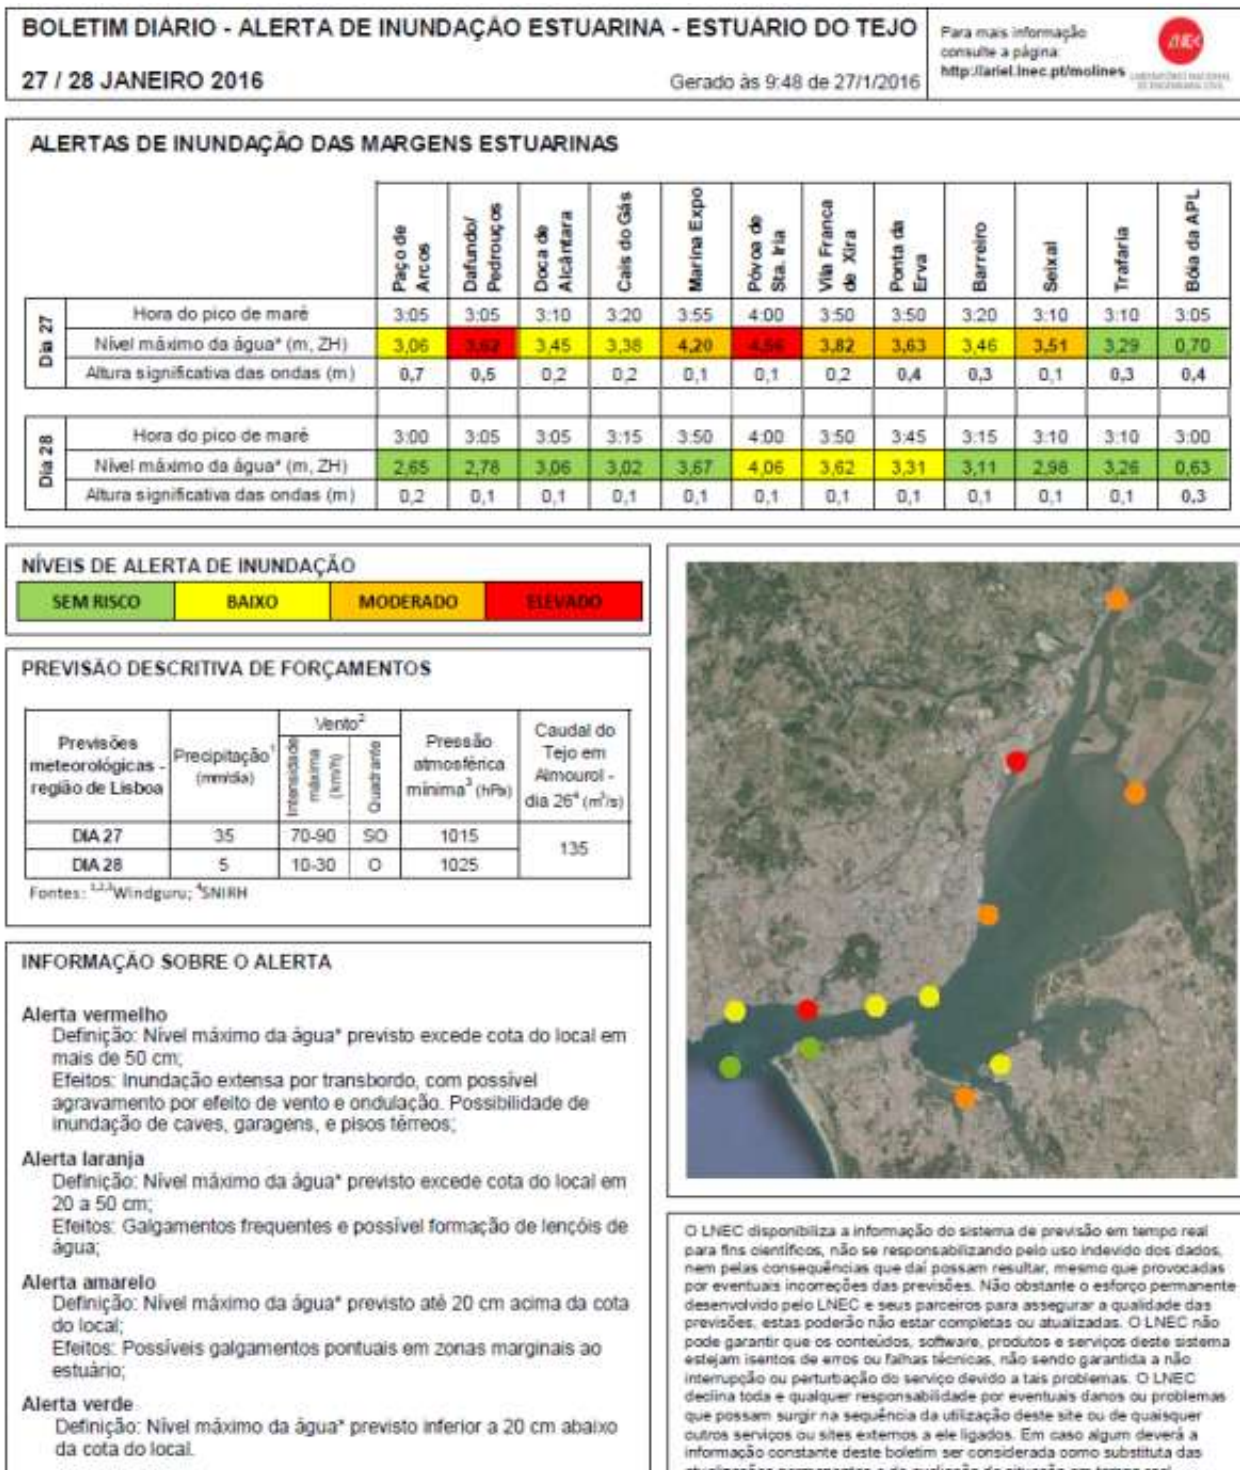 BOLETIM DIÁRIO - ALERTA DE INUNDAÇÃO ESTUARINA - ESTUÁRIO DO TEJO
27 / 28 JANEIRO 2016
Gerado às 9:48 de 27/1/2016
Para mais informação
consulte a página:
http://ariel.lnec.pt/molines
LNEC
LABORATÓRIO NACIONAL
DE ENGENHARIA CIVIL
ALERTAS DE INUNDAÇÃO DAS MARGENS ESTUARINAS
Paço de Arcos Dafundo/ Pedrouços Doca de Alcântara Cais do Gás Marina Expo Póvoa de Sta. Iria Vila Franca de Xira Ponta da Erva Barreiro Seixal Trafaria Bóia da APL
Dia 27
Hora do pico de maré 3:05 3:05 3:10 3:20 3:55 4:00 3:50 3:50 3:20 3:10 3:10 3:05
Nível máximo da água* (m, ZH) 3,06 3,62 3,45 3,38 4,20 4,56 3,82 3,63 3,46 3,51 3,29 0,70
Altura significativa das ondas (m) 0,7 0,5 0,2 0,2 0,1 0,1 0,2 0,4 0,3 0,1 0,3 0,4
Dia 28
Hora do pico de maré 3:00 3:05 3:05 3:15 3:50 4:00 3:50 3:45 3:15 3:10 3:10 3:00
Nível máximo da água* (m, ZH) 2,65 2,78 3,06 3,02 3,67 4,06 3,62 3,31 3,11 2,98 3,26 0,63
Altura significativa das ondas (m) 0,2 0,1 0,1 0,1 0,1 0,1 0,1 0,1 0,1 0,1 0,1 0,3
NÍVEIS DE ALERTA DE INUNDAÇÃO
SEM RISCO BAIXO MODERADO ELEVADO
PREVISÃO DESCRITIVA DE FORÇAMENTOS
Previsões meteorológicas - região de Lisboa
Precipitação¹ (mm/dia)
Vento²
Intensidade máxima (km/h)
Quadrante
Pressão atmosférica mínima³ (hPa)
Caudal do Tejo em Almourol - dia 26⁴ (m³/s)
DIA 27 35 70-90 SO 1015 135
DIA 28 5 10-30 O 1025
Fontes: ¹,²,³Windguru; ⁴SNIRH
INFORMAÇÃO SOBRE O ALERTA
Alerta vermelho
Definição: Nível máximo da água* previsto excede cota do local em
mais de 50 cm;
Efeitos: Inundação extensa por transbordo, com possível
agravamento por efeito de vento e ondulação. Possibilidade de
inundação de caves, garagens, e pisos térreos;
Alerta laranja
Definição: Nível máximo da água* previsto excede cota do local em
20 a 50 cm;
Efeitos: Galgamentos frequentes e possível formação de lençóis de
água;
Alerta amarelo
Definição: Nível máximo da água* previsto até 20 cm acima da cota
do local;
Efeitos: Possíveis galgamentos pontuais em zonas marginais ao
estuário;
Alerta verde
Definição: Nível máximo da água* previsto inferior a 20 cm abaixo
da cota do local.
O LNEC disponibiliza a informação do sistema de previsão em tempo real
para fins científicos, não se responsabilizando pelo uso indevido dos dados,
nem pelas consequências que daí possam resultar, mesmo que provocadas
por eventuais incorreções das previsões. Não obstante o esforço permanente
desenvolvido pelo LNEC e seus parceiros para assegurar a qualidade das
previsões, estas poderão não estar completas ou atualizadas. O LNEC não
pode garantir que os conteúdos, software, produtos e serviços deste sistema
estejam isentos de erros ou falhas técnicas, não sendo garantida a não
interrupção ou perturbação do serviço devido a tais problemas. O LNEC
declina toda e qualquer responsabilidade por eventuais danos ou problemas
que possam surgir na sequência da utilização deste site ou de quaisquer
outros serviços ou sites externos a ele ligados. Em caso algum deverá a
informação constante deste boletim ser considerada como substituta das